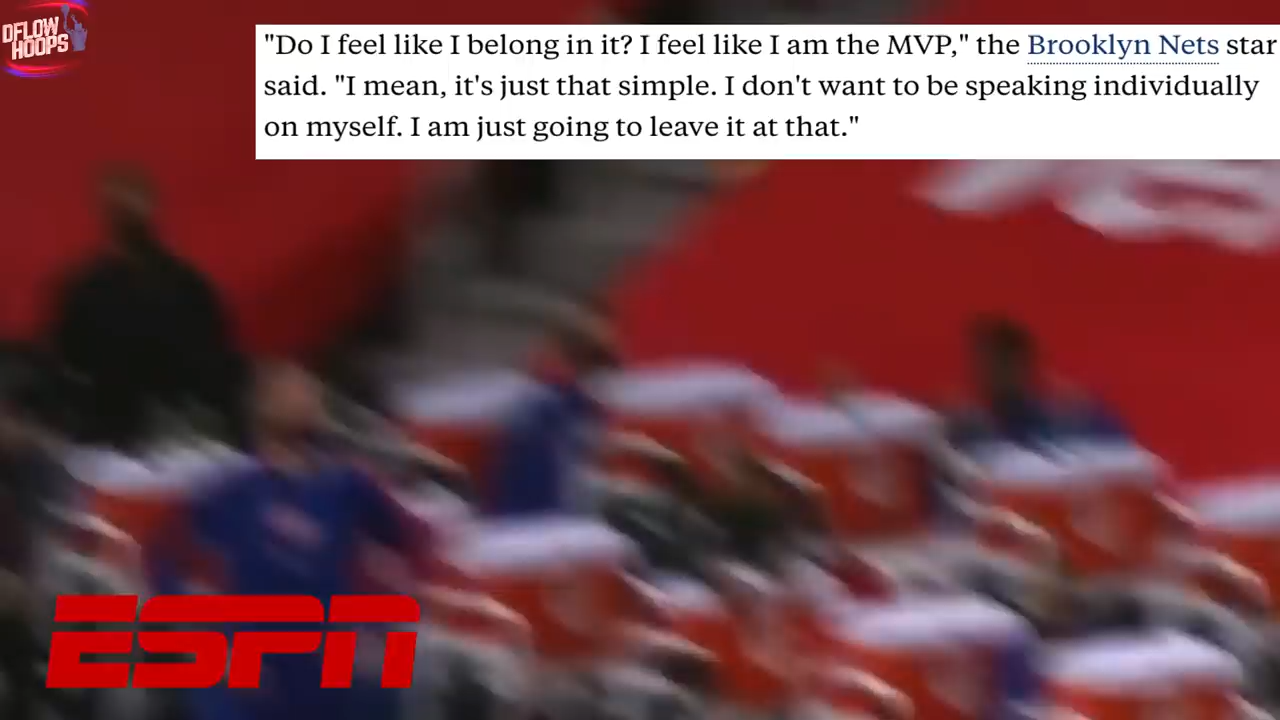 DFLOW
HOOPS
"Do I feel like I belong in it? I feel like I am the MVP," the Brooklyn Nets star
said. "I mean, it's just that simple. I don't want to be speaking individually
on myself. I am just going to leave it at that."
ESPN